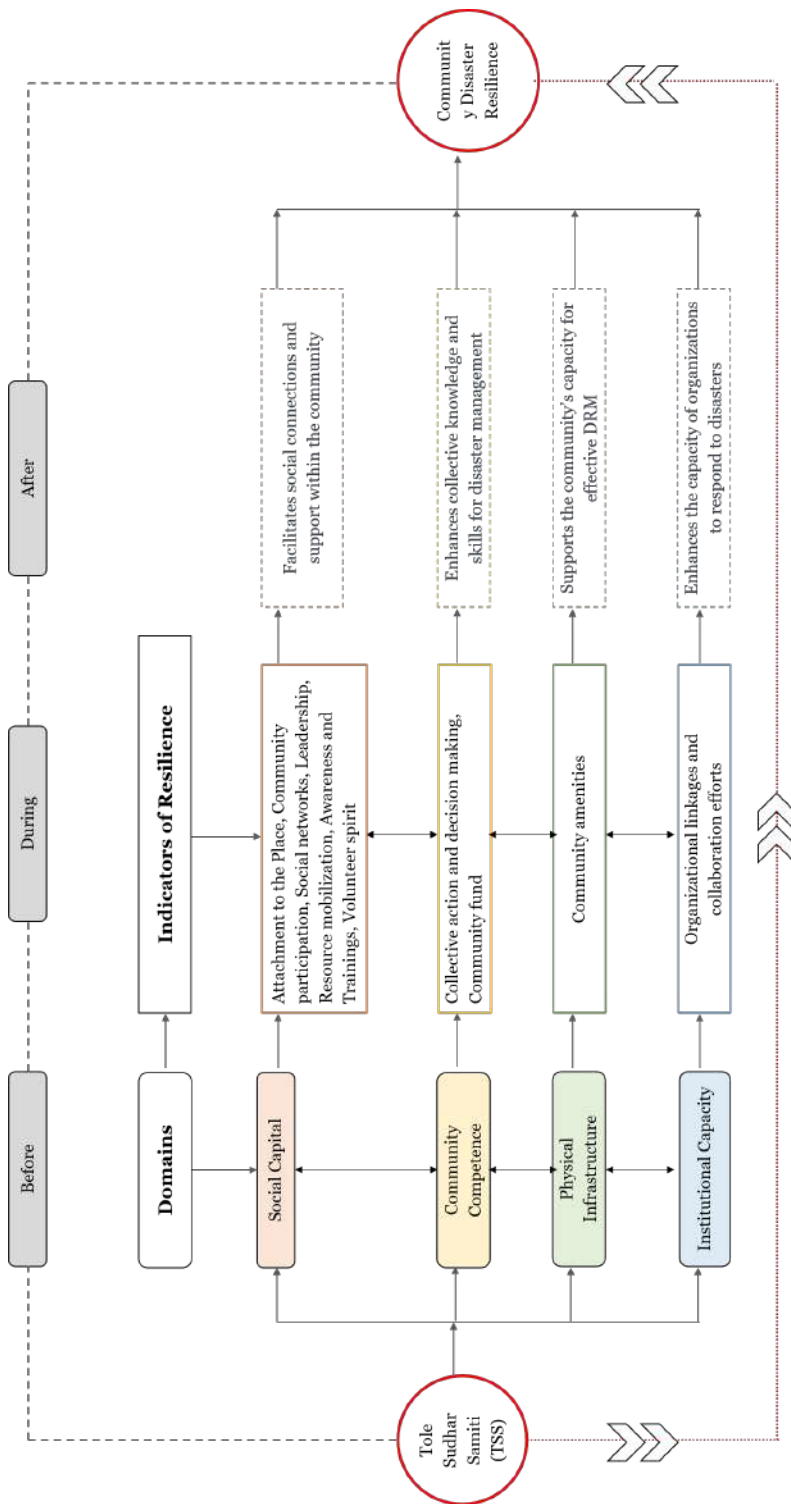 Before
During
After
Domains
Indicators of Resilience
Tole
Sudhar
Samiti
(TSS)
Social Capital
Attachment to the Place, Community
participation, Social networks, Leadership,
Resource mobilization, Awareness and
Trainings, Volunteer spirit
Facilitates social connections and
support within the community
Community
Competence
Collective action and decision making,
Community fund
Enhances collective knowledge and
skills for disaster management
Physical
Infrastructure
Community amenities
Supports the community's capacity for
effective DRM
Institutional Capacity
Organizational linkages and
collaboration efforts
Enhances the capacity of organizations
to respond to disasters
Communit
y Disaster
Resilience